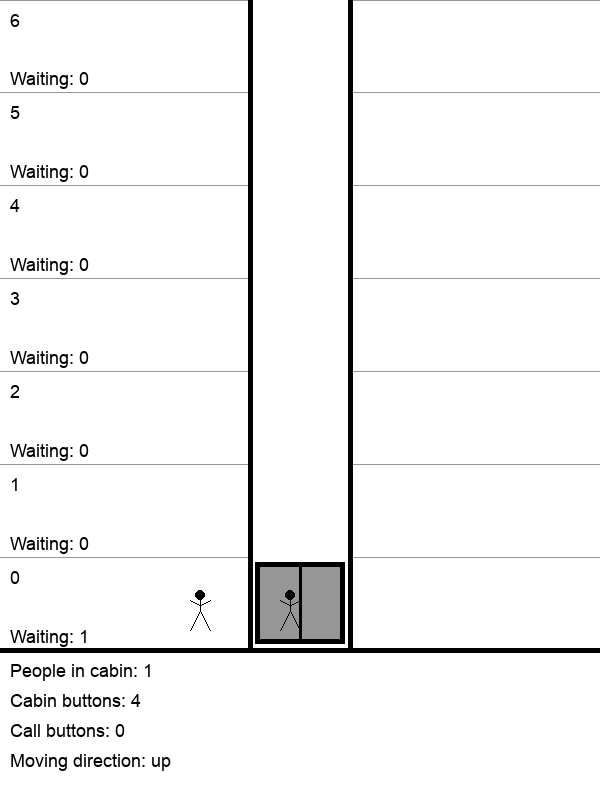 6
Waiting: 0
5
Waiting: 0
4
Waiting: 0
3
Waiting: 0
2
Waiting: 0
1
Waiting: 0
0
Waiting: 1
People in cabin: 1
Cabin buttons: 4
Call buttons: 0
Moving direction: up